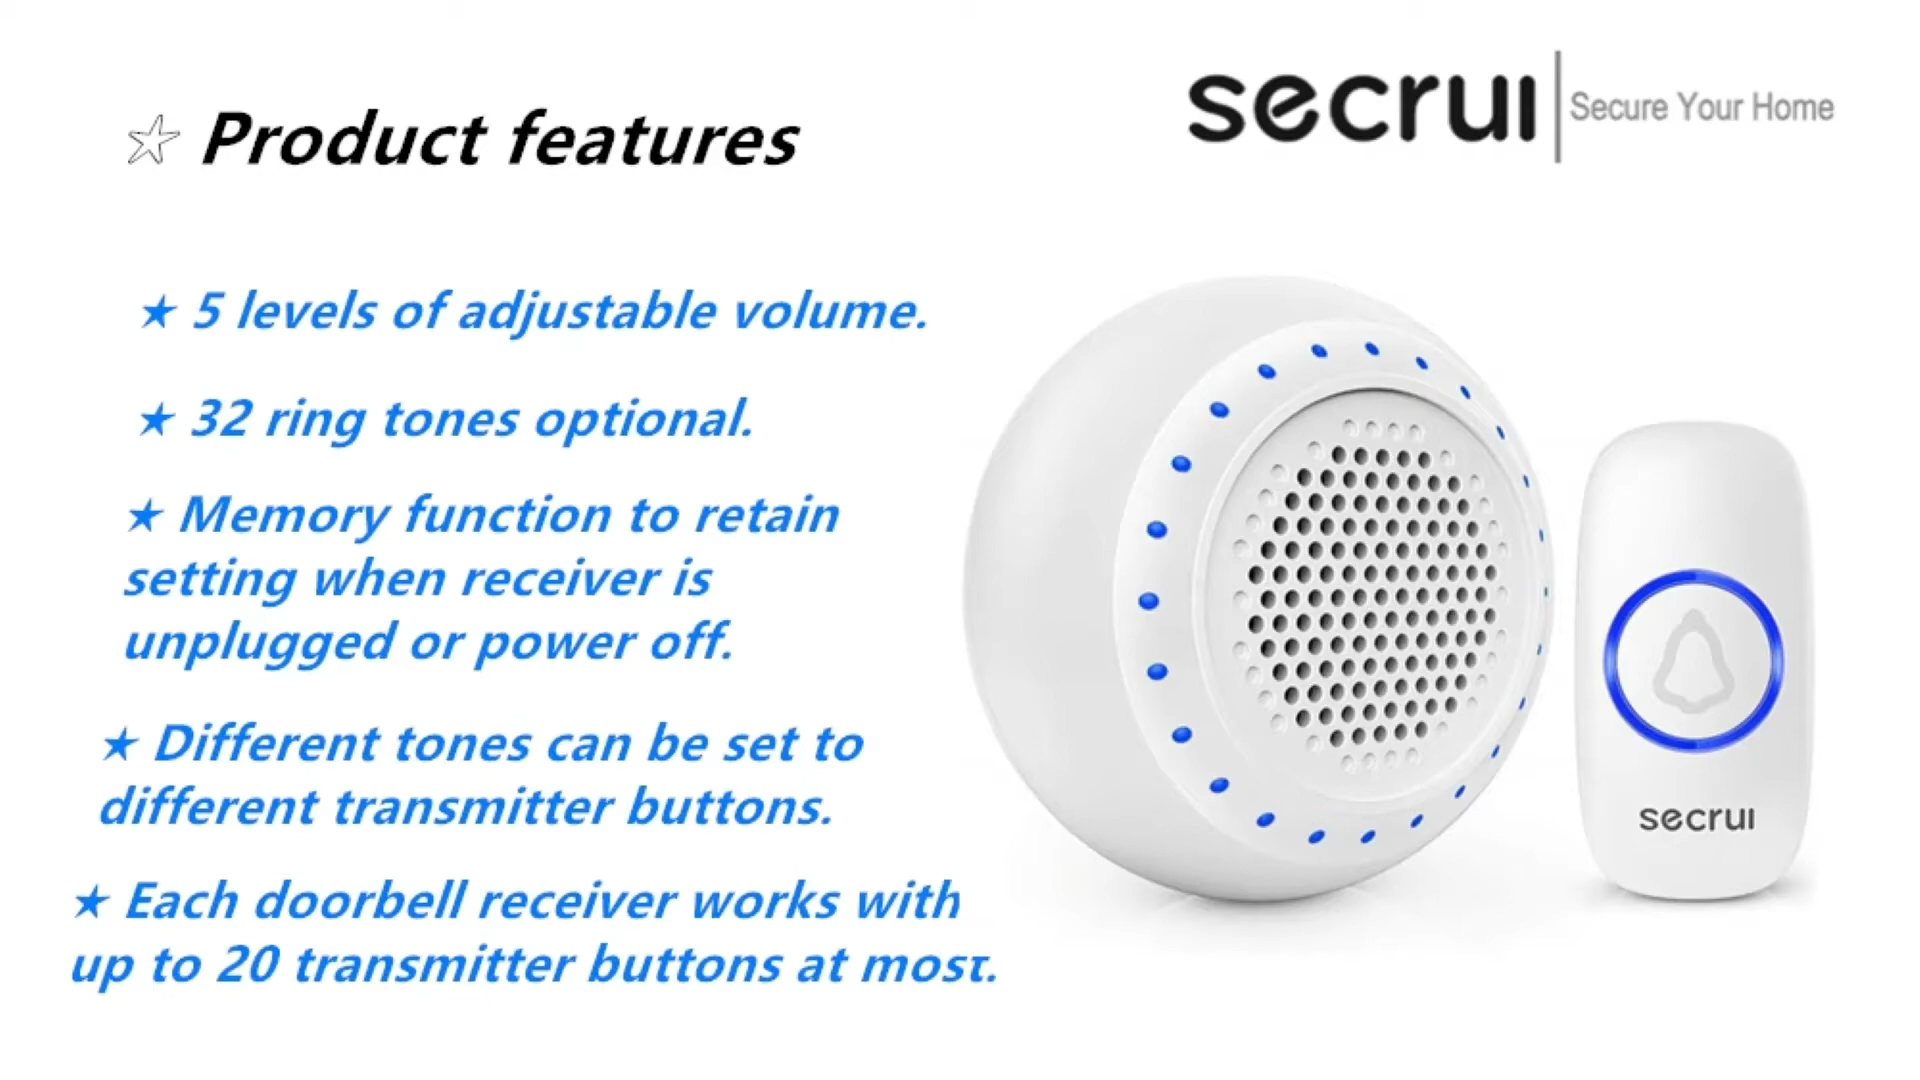 ☆ Product features
secrui
Secure Your Home
★ 5 levels of adjustable volume.
★ 32 ring tones optional.
★ Memory function to retain
setting when receiver is
unplugged or power off.
★ Different tones can be set to
different transmitter buttons.
★ Each doorbell receiver works with
up to 20 transmitter buttons at most.
secrui